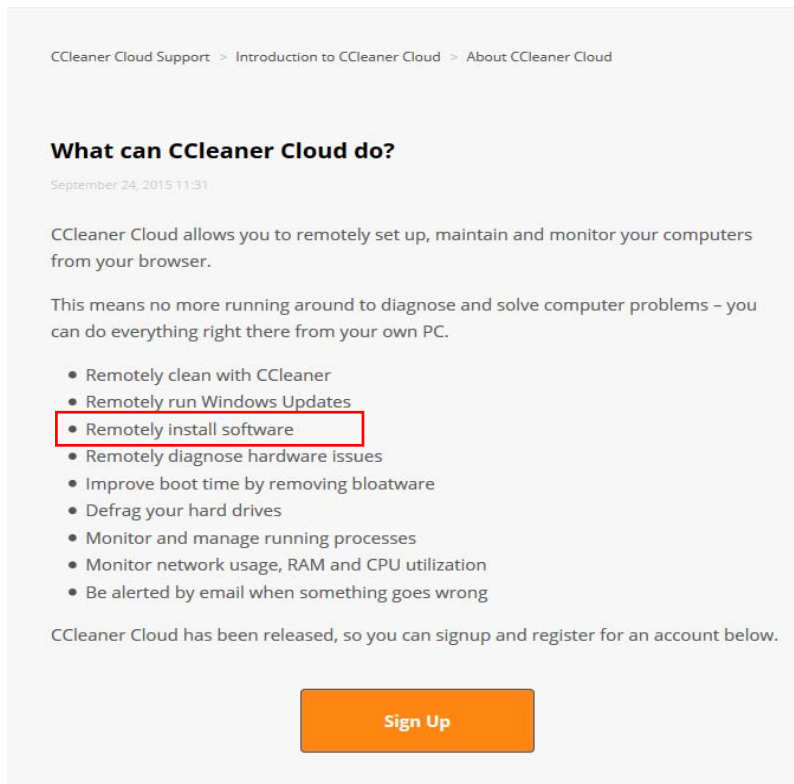 CCleaner Cloud Support > Introduction to CCleaner Cloud > About CCleaner Cloud
What can CCleaner Cloud do?
September 24, 2015 11:31
CCleaner Cloud allows you to remotely set up, maintain and monitor your computers
from your browser.
This means no more running around to diagnose and solve computer problems – you
can do everything right there from your own PC.
• Remotely clean with CCleaner
• Remotely run Windows Updates
• Remotely install software
• Remotely diagnose hardware issues
• Improve boot time by removing bloatware
• Defrag your hard drives
• Monitor and manage running processes
• Monitor network usage, RAM and CPU utilization
• Be alerted by email when something goes wrong
CCleaner Cloud has been released, so you can signup and register for an account below.
Sign Up